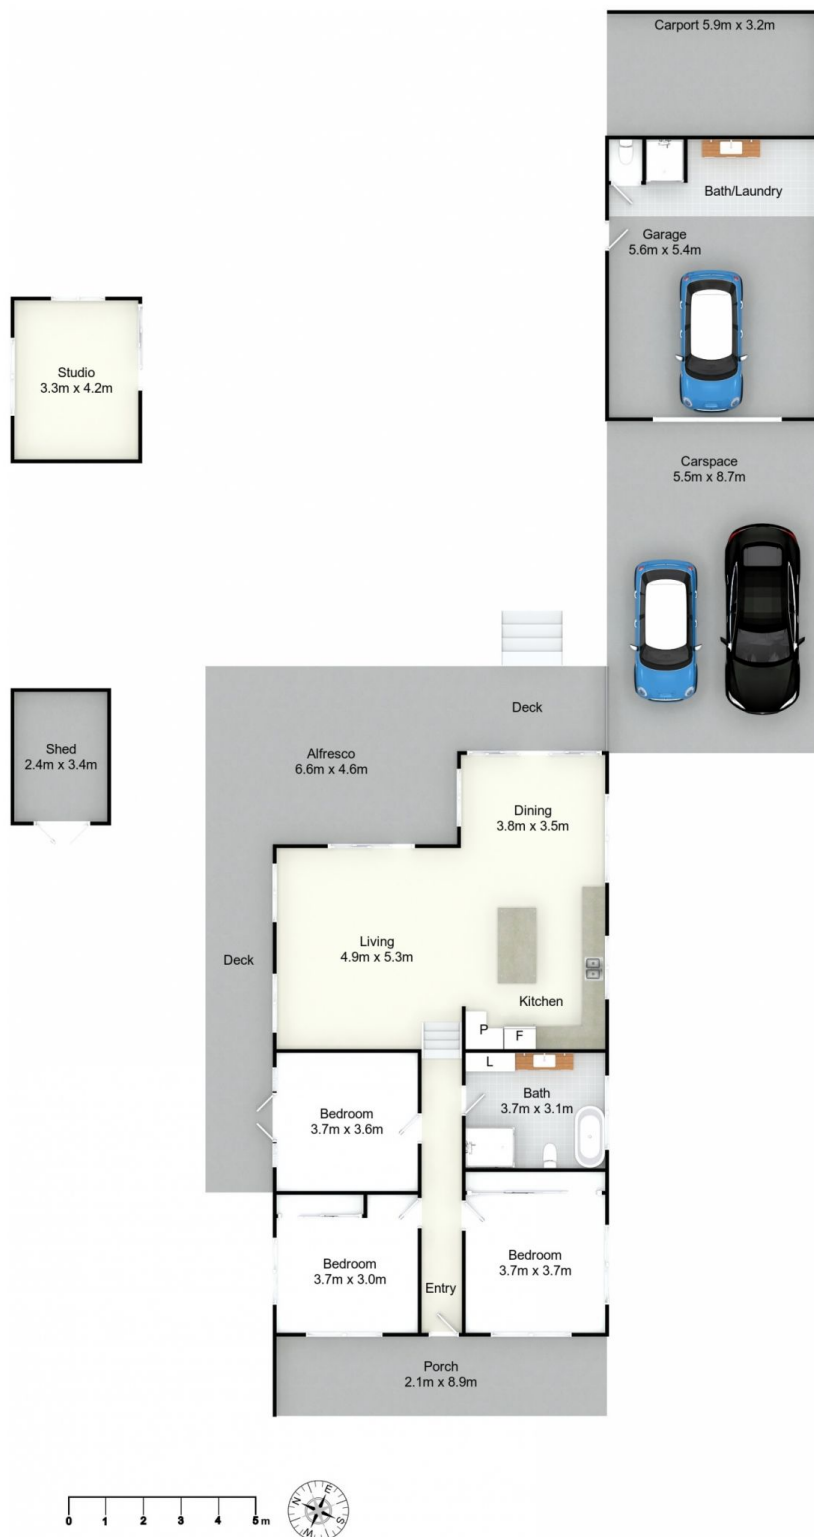 Carport 5.9m x 3.2m
Bath/Laundry
Garage
5.6m x 5.4m
Studio
3.3m x 4.2m
Carspace
5.5m x 8.7m
Deck
Shed
2.4m x 3.4m
Alfresco
6.6m x 4.6m
Dining
3.8m x 3.5m
Living
4.9m x 5.3m
Deck
Kitchen
P
F
L
Bath
3.7m x 3.1m
Bedroom
3.7m x 3.6m
Bedroom
3.7m x 3.0m
Bedroom
3.7m x 3.7m
Entry
Porch
2.1m x 8.9m
0 1 2 3 4 5 m
N E S W